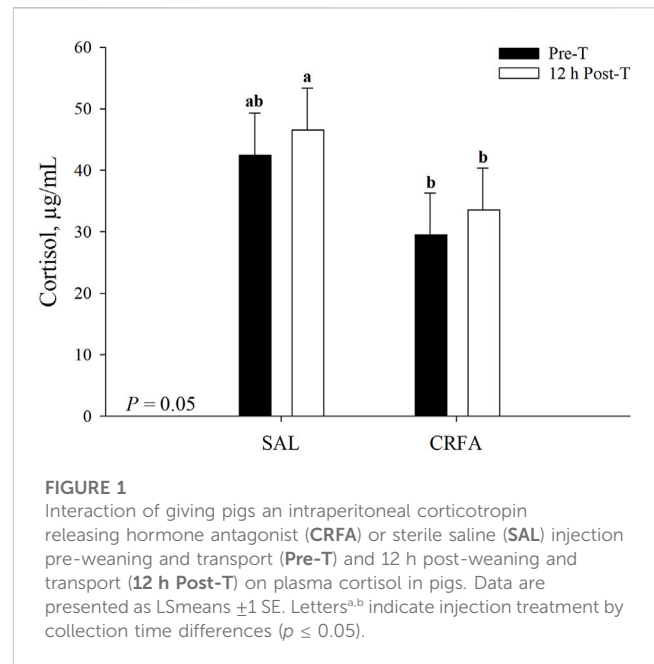 60
50
40
30
20
10
0
Cortisol, µg/mL
Pre-T
12 h Post-T
ab
a
b
b
P = 0.05
SAL
CRFA
FIGURE 1
Interaction of giving pigs an intraperitoneal corticotropin
releasing hormone antagonist (CRFA) or sterile saline (SAL) injection
pre-weaning and transport (Pre-T) and 12 h post-weaning and
transport (12 h Post-T) on plasma cortisol in pigs. Data are
presented as LSmeans ±1 SE. Letters^a,b indicate injection treatment by
collection time differences (p ≤ 0.05).